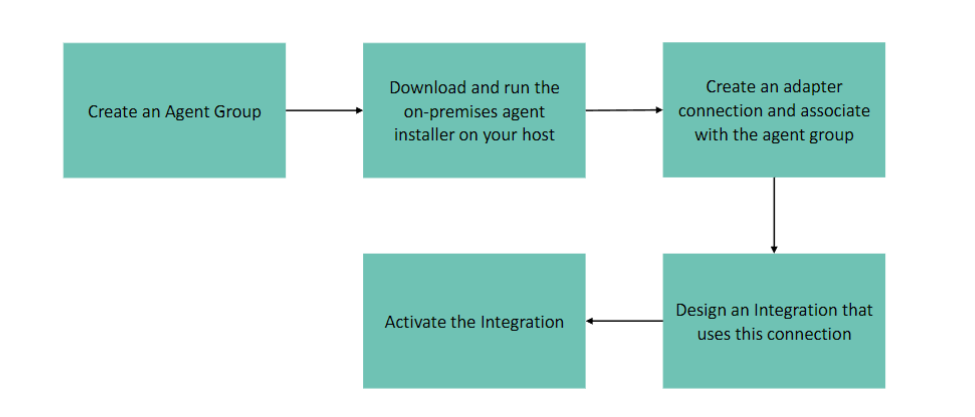 Create an Agent Group
Download and run the
on-premises agent
installer on your host
Create an adapter
connection and associate
with the agent group
Design an Integration that
uses this connection
Activate the Integration